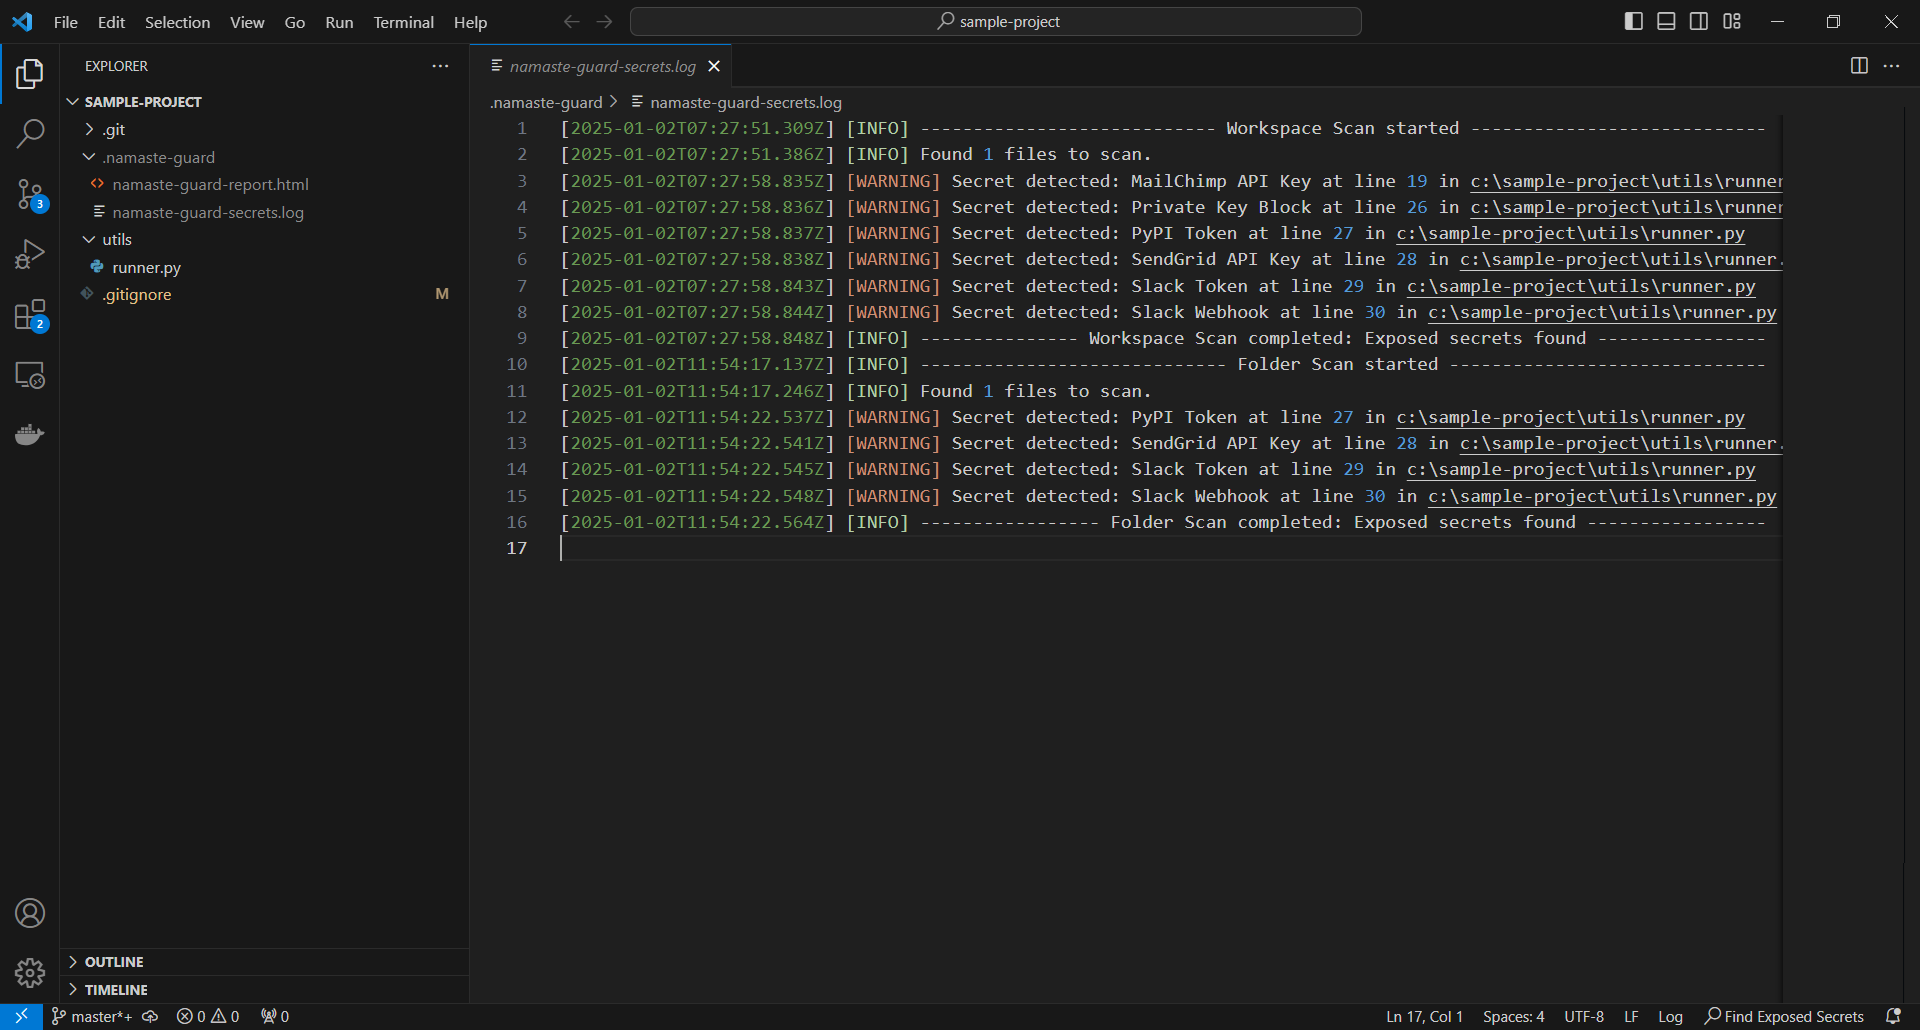 File Edit Selection View Go Run Terminal Help
sample-project
EXPLORER
SAMPLE-PROJECT
.git
.namaste-guard
namaste-guard-report.html
namaste-guard-secrets.log
utils
runner.py
.gitignore M
3
2
OUTLINE
TIMELINE
namaste-guard-secrets.log
.namaste-guard > namaste-guard-secrets.log
1 [2025-01-02T07:27:51.309Z] [INFO] ---------------------------- Workspace Scan started ----------------------------
2 [2025-01-02T07:27:51.386Z] [INFO] Found 1 files to scan.
3 [2025-01-02T07:27:58.835Z] [WARNING] Secret detected: MailChimp API Key at line 19 in c:\sample-project\utils\runner
4 [2025-01-02T07:27:58.836Z] [WARNING] Secret detected: Private Key Block at line 26 in c:\sample-project\utils\runner
5 [2025-01-02T07:27:58.837Z] [WARNING] Secret detected: PyPI Token at line 27 in c:\sample-project\utils\runner.py
6 [2025-01-02T07:27:58.838Z] [WARNING] Secret detected: SendGrid API Key at line 28 in c:\sample-project\utils\runner.
7 [2025-01-02T07:27:58.843Z] [WARNING] Secret detected: Slack Token at line 29 in c:\sample-project\utils\runner.py
8 [2025-01-02T07:27:58.844Z] [WARNING] Secret detected: Slack Webhook at line 30 in c:\sample-project\utils\runner.py
9 [2025-01-02T07:27:58.848Z] [INFO] --------------- Workspace Scan completed: Exposed secrets found ----------------
10 [2025-01-02T11:54:17.137Z] [INFO] ----------------------------- Folder Scan started ------------------------------
11 [2025-01-02T11:54:17.246Z] [INFO] Found 1 files to scan.
12 [2025-01-02T11:54:22.537Z] [WARNING] Secret detected: PyPI Token at line 27 in c:\sample-project\utils\runner.py
13 [2025-01-02T11:54:22.541Z] [WARNING] Secret detected: SendGrid API Key at line 28 in c:\sample-project\utils\runner.
14 [2025-01-02T11:54:22.545Z] [WARNING] Secret detected: Slack Token at line 29 in c:\sample-project\utils\runner.py
15 [2025-01-02T11:54:22.548Z] [WARNING] Secret detected: Slack Webhook at line 30 in c:\sample-project\utils\runner.py
16 [2025-01-02T11:54:22.564Z] [INFO] ----------------- Folder Scan completed: Exposed secrets found -----------------
17
master*+ 0 0 0 Ln 17, Col 1 Spaces: 4 UTF-8 LF Log Find Exposed Secrets